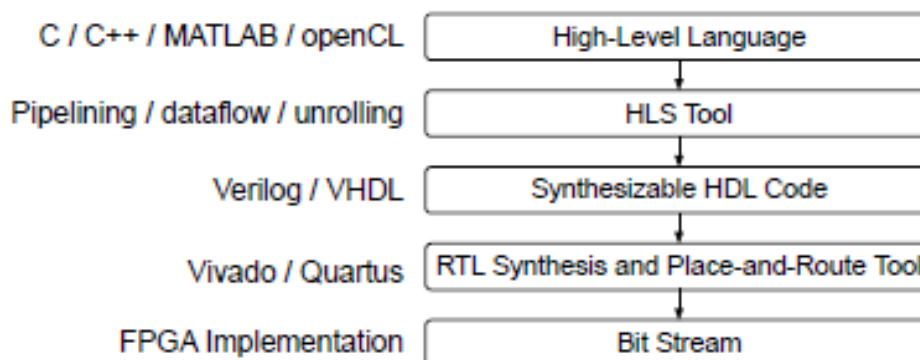 C / C++ / MATLAB / openCL High-Level Language
Pipelining / dataflow / unrolling HLS Tool
Verilog / VHDL Synthesizable HDL Code
Vivado / Quartus RTL Synthesis and Place-and-Route Tool
FPGA Implementation Bit Stream